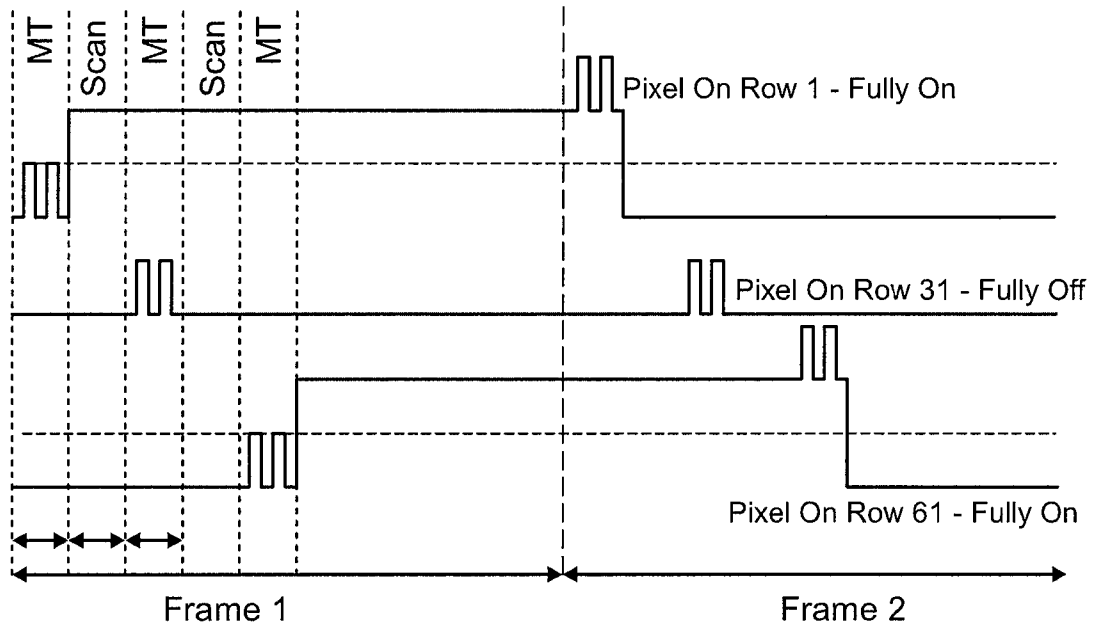 MT
Scan
MT
Scan
MT
Pixel On Row 1 - Fully On
Pixel On Row 31 - Fully Off
Pixel On Row 61 - Fully On
Frame 1
Frame 2